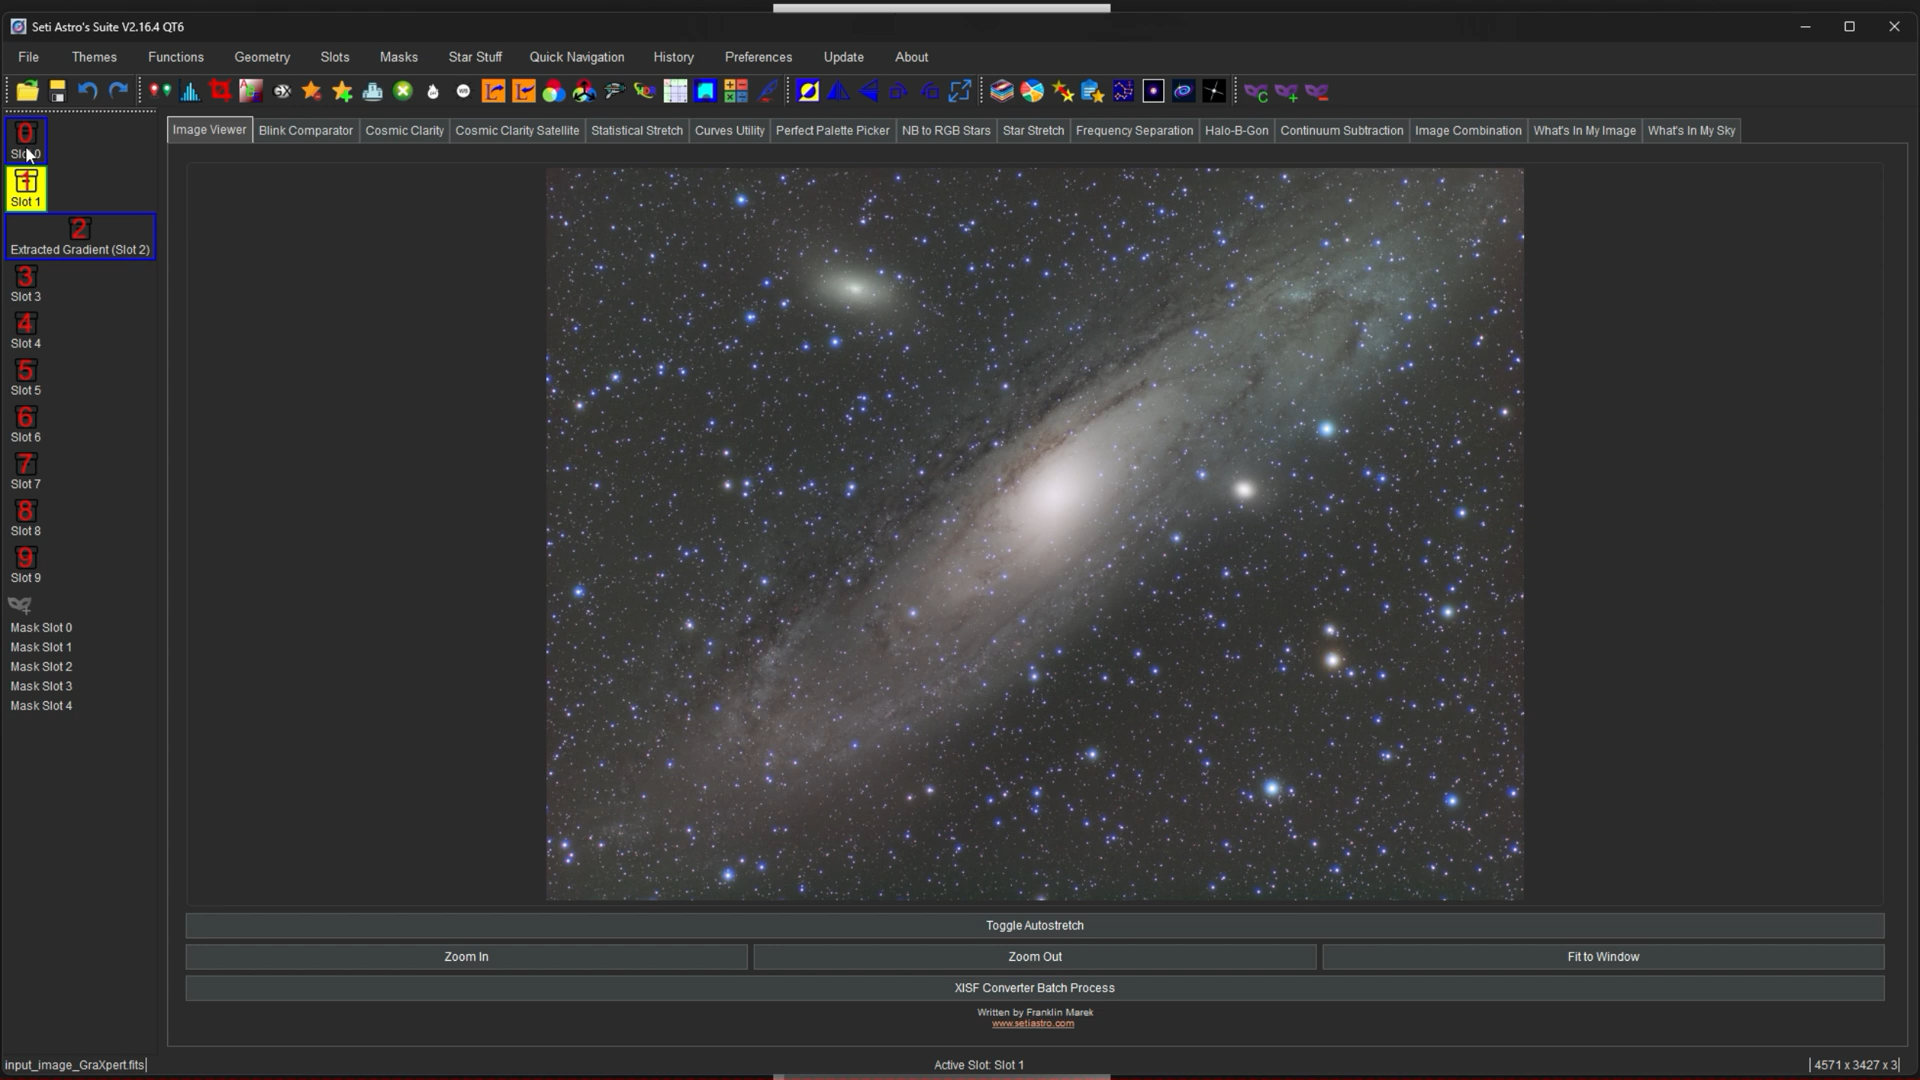 Seti Astro's Suite V2.16.4 QT6
File Themes Functions Geometry Slots Masks Star Stuff Quick Navigation History Preferences Update About
Image Viewer Blink Comparator Cosmic Clarity Cosmic Clarity Satellite Statistical Stretch Curves Utility Perfect Palette Picker NB to RGB Stars Star Stretch Frequency Separation Halo-B-Gon Continuum Subtraction Image Combination What's In My Image What's In My Sky
0
Slot 0
1
Slot 1
2
Extracted Gradient (Slot 2)
3
Slot 3
4
Slot 4
5
Slot 5
6
Slot 6
7
Slot 7
8
Slot 8
9
Slot 9
Mask Slot 0
Mask Slot 1
Mask Slot 2
Mask Slot 3
Mask Slot 4
Toggle Autostretch
Zoom In Zoom Out Fit to Window
XISF Converter Batch Process
Written by Franklin Marek
www.setiastro.com
input_image_GraXpert.fits Active Slot: Slot 1 4571 x 3427 x 3